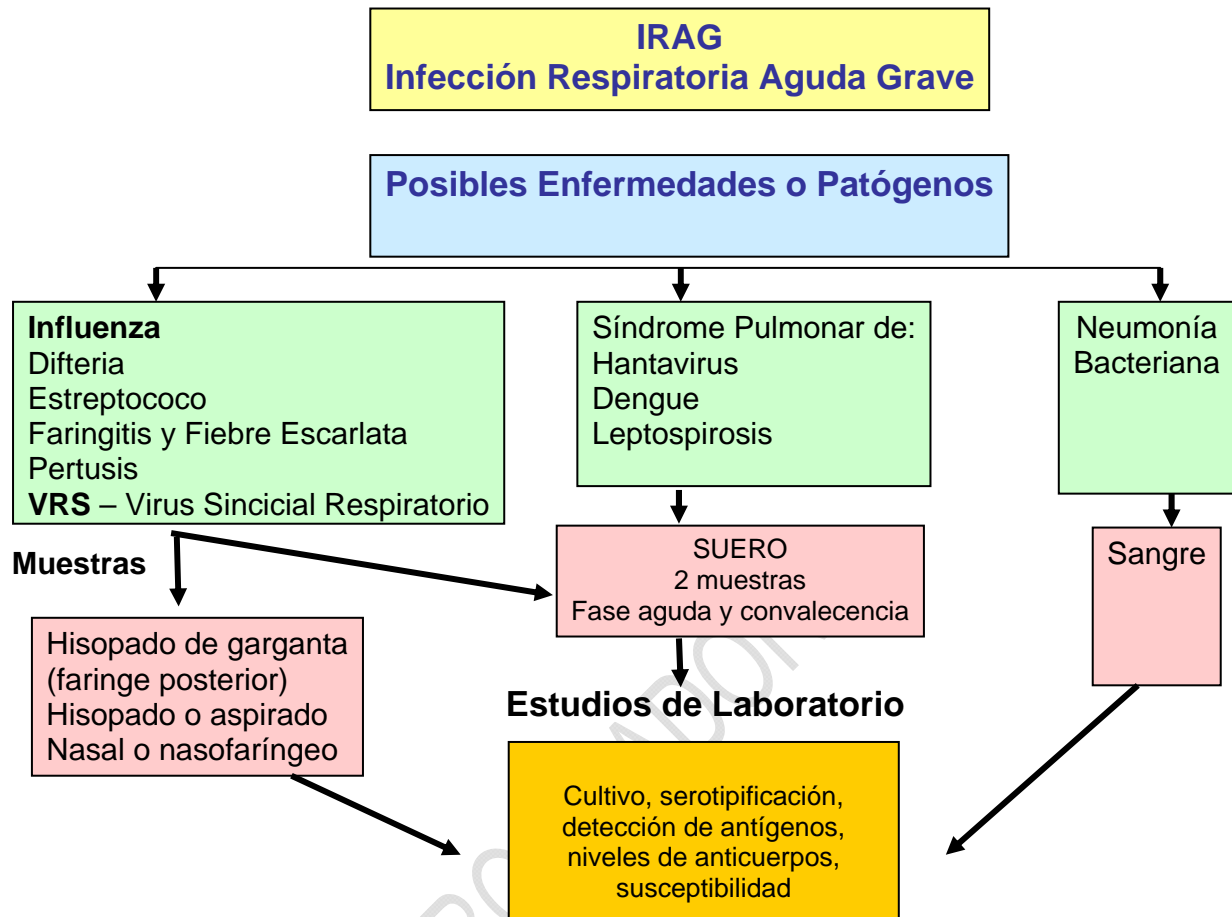 IRAG
Infección Respiratoria Aguda Grave
Posibles Enfermedades o Patógenos
Influenza
Difteria
Estreptococo
Faringitis y Fiebre Escarlata
Pertusis
VRS – Virus Sincicial Respiratorio
Síndrome Pulmonar de:
Hantavirus
Dengue
Leptospirosis
Neumonía
Bacteriana
Muestras
Hisopado de garganta
(faringe posterior)
Hisopado o aspirado
Nasal o nasofaríngeo
SUERO
2 muestras
Fase aguda y convalecencia
Sangre
Estudios de Laboratorio
Cultivo, serotipificación,
detección de antígenos,
niveles de anticuerpos,
susceptibilidad